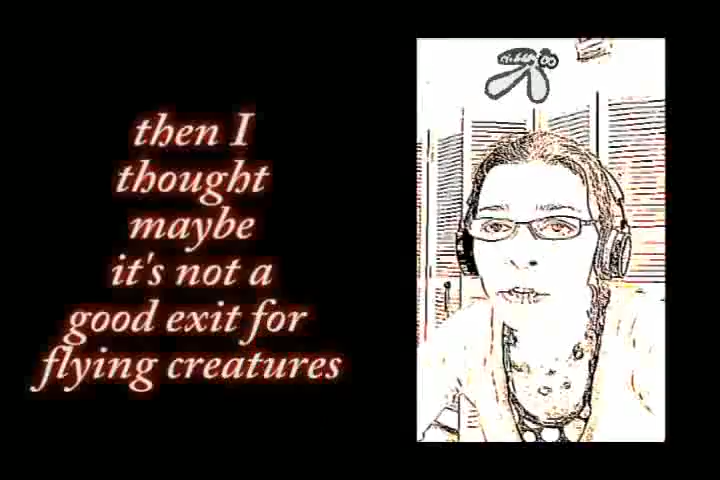 then I
thought
maybe
it's not a
good exit for
flying creatures